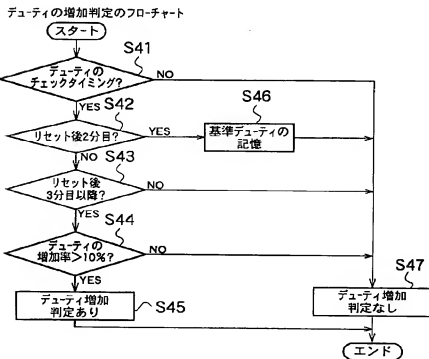 デューティの増加判定のフローチャート
スタート
S41
デューティの
チェックタイミング?
NO
YES
S42
リセット後2分目?
YES
S46
基準デューティの
記憶
NO
S43
リセット後
3分目以降?
NO
YES
S44
デューティの
増加率>10%?
NO
YES
デューティ増加
判定あり
S45
S47
デューティ増加
判定なし
エンド